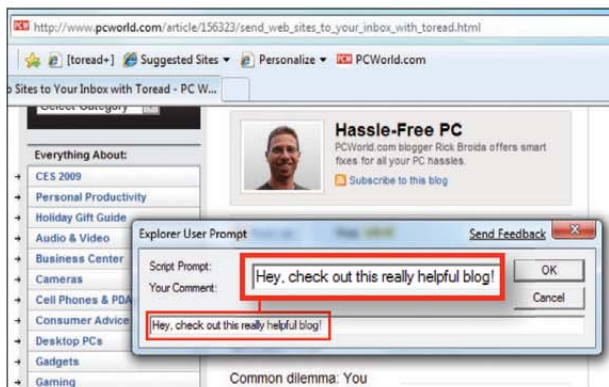 http://www.pcworld.com/article/156323/send_web_sites_to_your_inbox_with_toread.html
[toread+] Suggested Sites ▼ Personalize ▼ PCW PCWorld.com
Sites to Your Inbox with Toread - PC W...
Select Category
Everything About:
CES 2009
Personal Productivity
Holiday Gift Guide
Audio & Video
Business Center
Cameras
Cell Phones & PDA
Consumer Advice
Desktop PCs
Gadgets
Gaming
Hassle-Free PC
PCWorld.com blogger Rick Broida offers smart
fixes for all your PC hassles.
Subscribe to this blog
Explorer User Prompt
Send Feedback
Script Prompt:
Your Comment:
Hey, check out this really helpful blog!
OK
Cancel
Hey, check out this really helpful blog!
Common dilemma: You